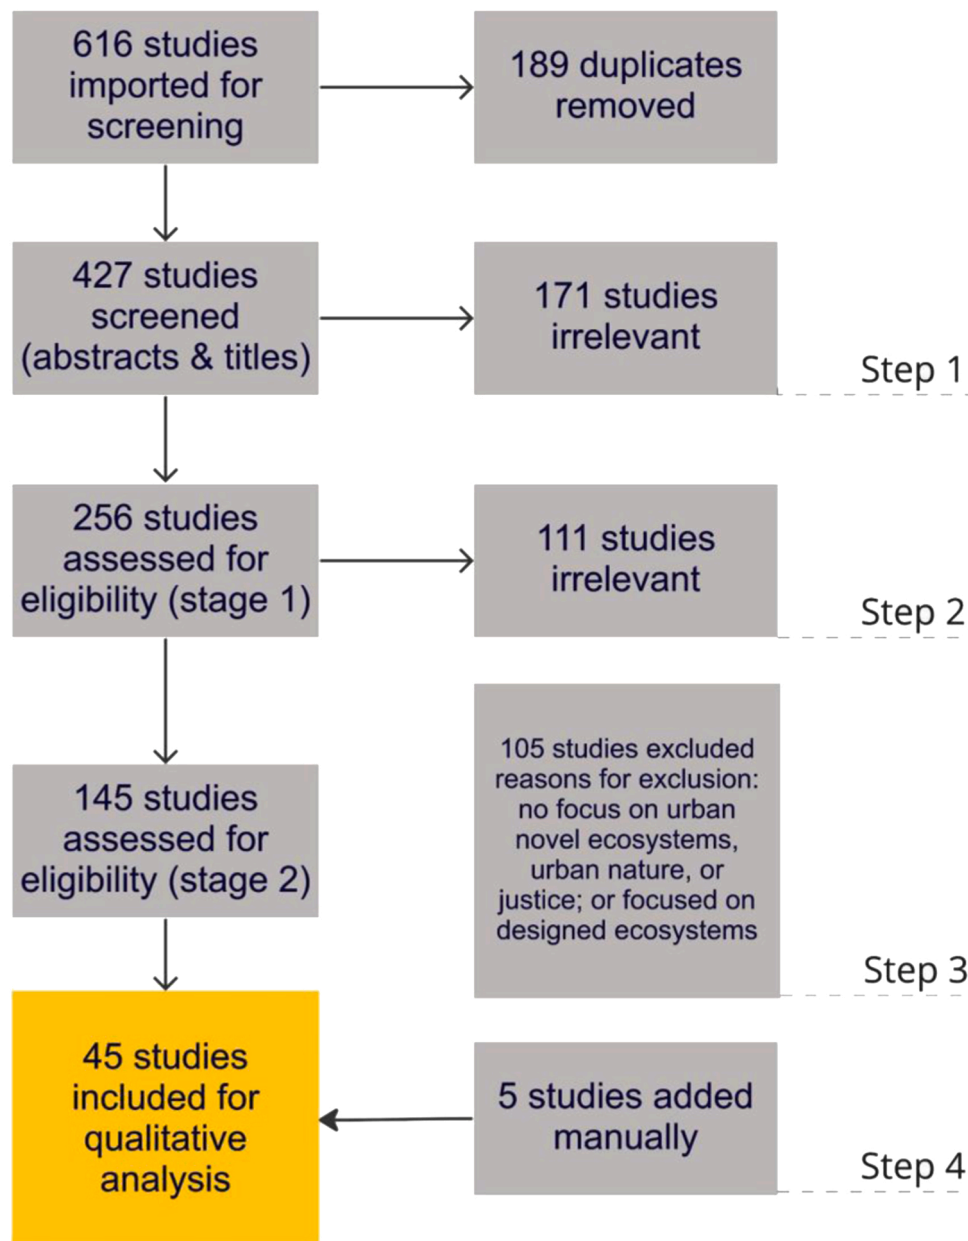 616 studies
imported for
screening
189 duplicates
removed
427 studies
screened
(abstracts & titles)
171 studies
irrelevant
Step 1
256 studies
assessed for
eligibility (stage 1)
111 studies
irrelevant
Step 2
145 studies
assessed for
eligibility (stage 2)
105 studies excluded
reasons for exclusion:
no focus on urban
novel ecosystems,
urban nature, or
justice; or focused on
designed ecosystems
Step 3
45 studies
included for
qualitative
analysis
5 studies added
manually
Step 4